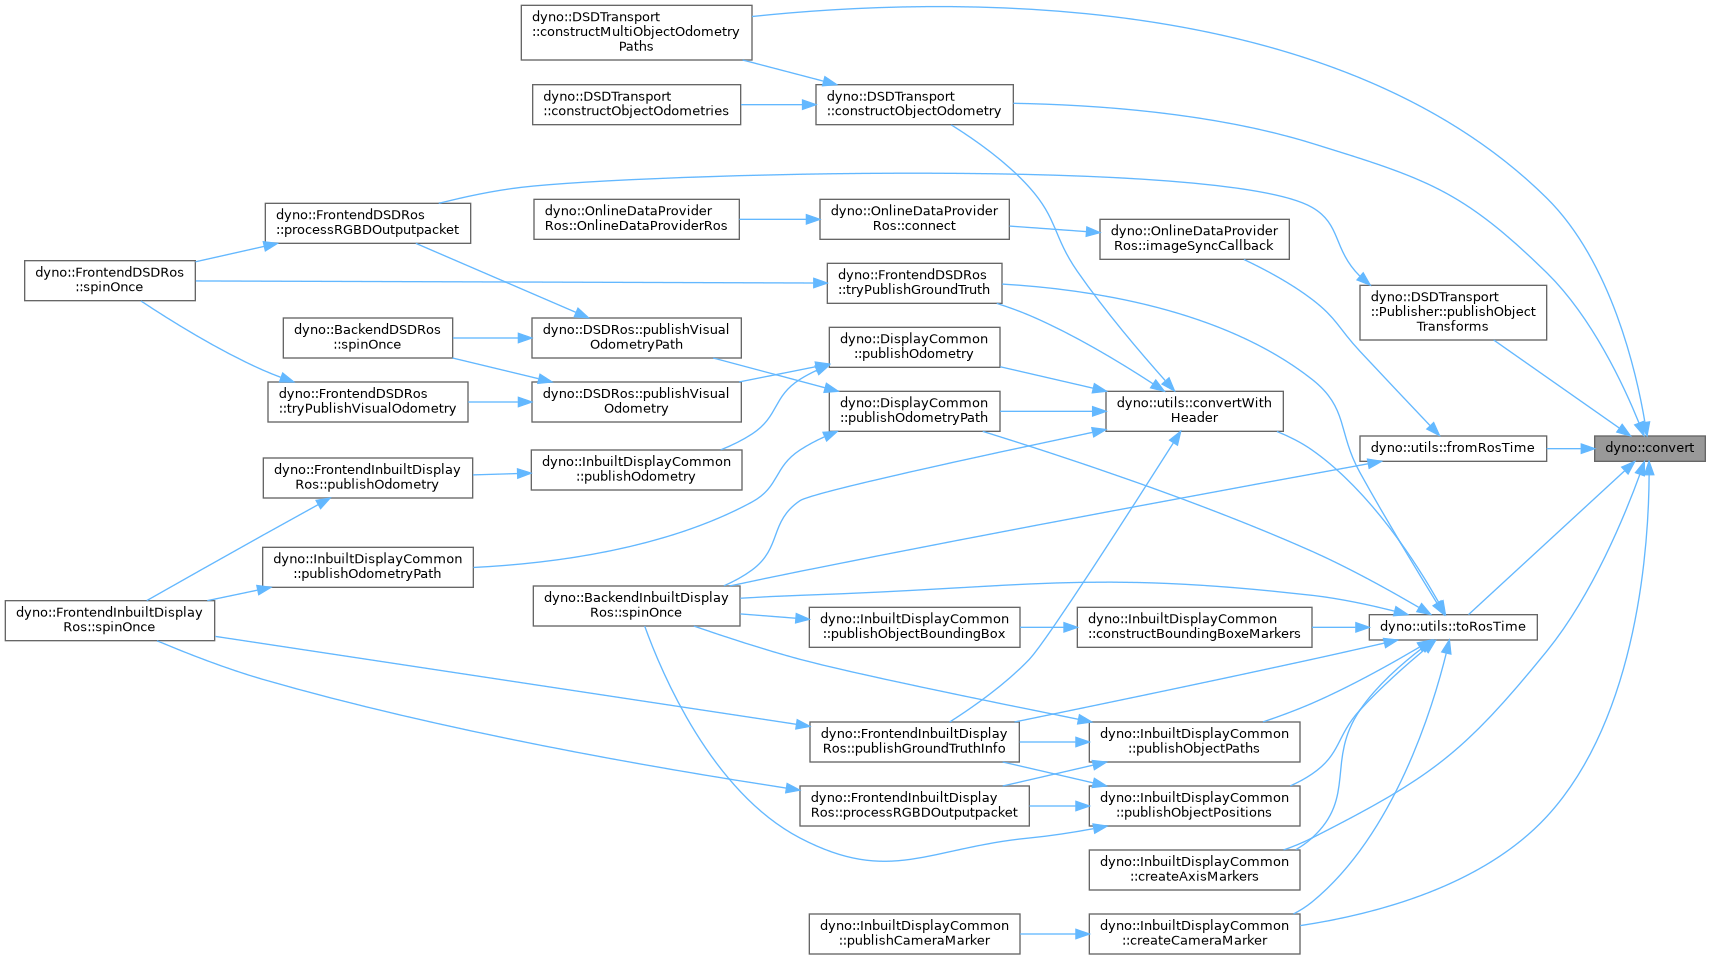 dyno::DSDTransport
::constructMultiObjectOdometry
Paths
dyno::DSDTransport
::constructObjectOdometries
dyno::DSDTransport
::constructObjectOdometry
dyno::FrontendDSDRos
::processRGBDOutputpacket
dyno::OnlineDataProvider
Ros::OnlineDataProviderRos
dyno::OnlineDataProvider
Ros::connect
dyno::OnlineDataProvider
Ros::imageSyncCallback
dyno::FrontendDSDRos
::spinOnce
dyno::FrontendDSDRos
::tryPublishGroundTruth
dyno::DSDTransport
::Publisher::publishObject
Transforms
dyno::BackendDSDRos
::spinOnce
dyno::DSDRos::publishVisual
OdometryPath
dyno::DisplayCommon
::publishOdometry
dyno::FrontendDSDRos
::tryPublishVisualOdometry
dyno::DSDRos::publishVisual
Odometry
dyno::DisplayCommon
::publishOdometryPath
dyno::utils::convertWith
Header
dyno::utils::fromRosTime
dyno::convert
dyno::FrontendInbuiltDisplay
Ros::publishOdometry
dyno::InbuiltDisplayCommon
::publishOdometry
dyno::InbuiltDisplayCommon
::publishOdometryPath
dyno::FrontendInbuiltDisplay
Ros::spinOnce
dyno::BackendInbuiltDisplay
Ros::spinOnce
dyno::InbuiltDisplayCommon
::publishObjectBoundingBox
dyno::InbuiltDisplayCommon
::constructBoundingBoxeMarkers
dyno::utils::toRosTime
dyno::FrontendInbuiltDisplay
Ros::publishGroundTruthInfo
dyno::InbuiltDisplayCommon
::publishObjectPaths
dyno::FrontendInbuiltDisplay
Ros::processRGBDOutputpacket
dyno::InbuiltDisplayCommon
::publishObjectPositions
dyno::InbuiltDisplayCommon
::createAxisMarkers
dyno::InbuiltDisplayCommon
::publishCameraMarker
dyno::InbuiltDisplayCommon
::createCameraMarker